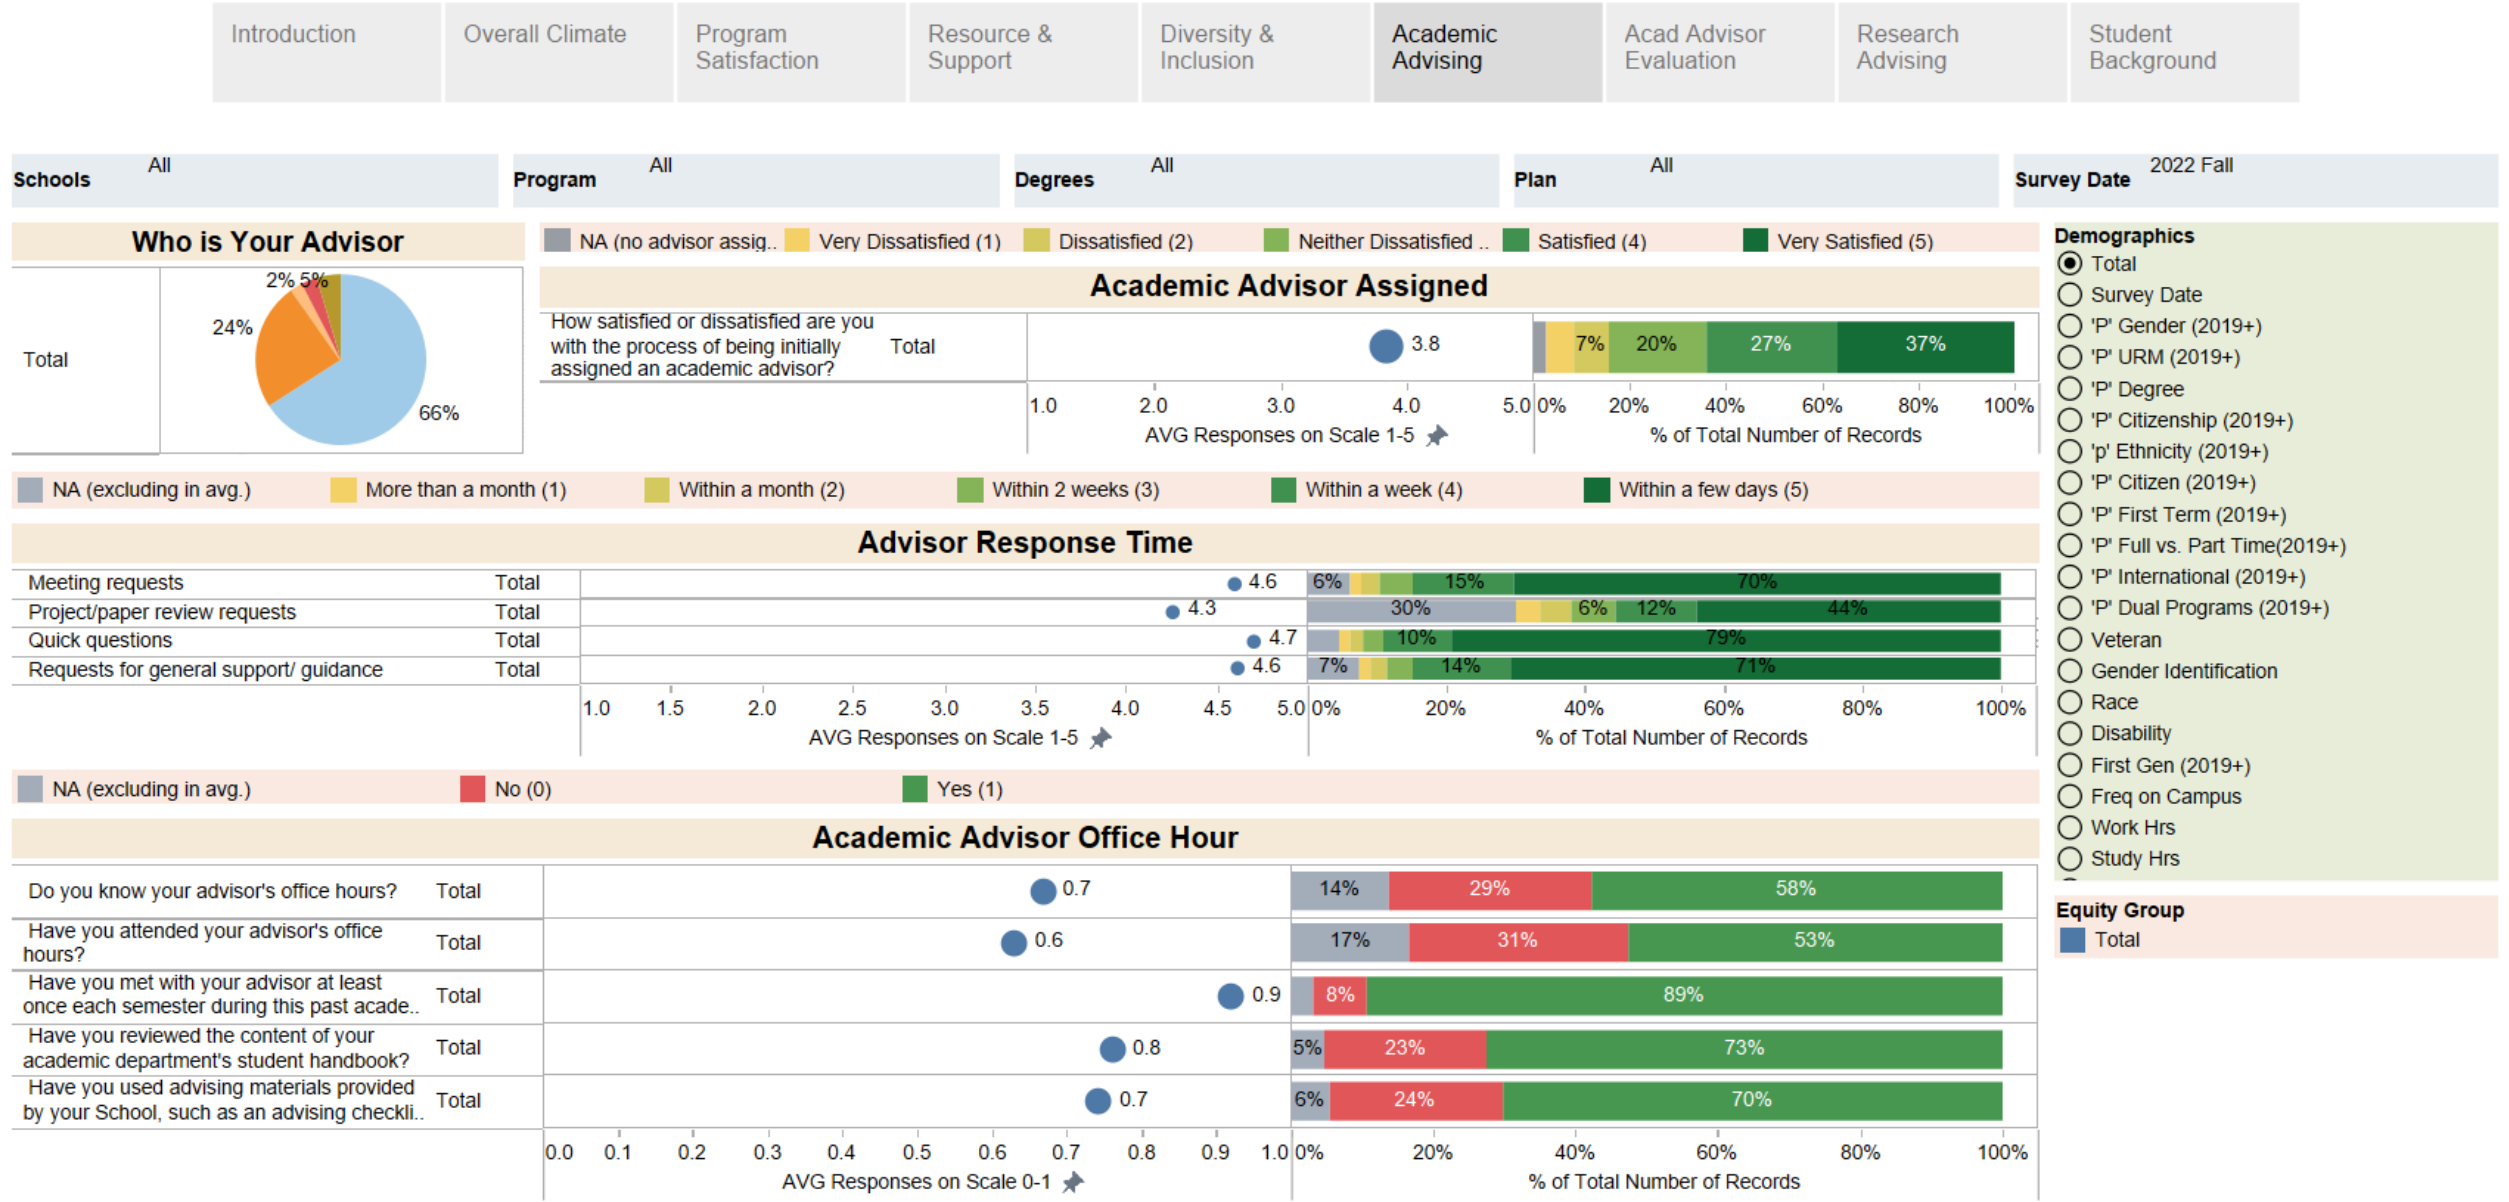 Introduction
Overall Climate
Program
Satisfaction
Resource &
Support
Diversity &
Inclusion
Academic
Advising
Acad Advisor
Evaluation
Research
Advising
Student
Background
Schools All
Program All
Degrees All
Plan All
Survey Date 2022 Fall
Who is Your Advisor
Total
2% 5%
24%
66%
NA (no advisor assig.. Very Dissatisfied (1) Dissatisfied (2) Neither Dissatisfied .. Satisfied (4) Very Satisfied (5)
Academic Advisor Assigned
How satisfied or dissatisfied are you
with the process of being initially
assigned an academic advisor?
Total
3.8
7% 20% 27% 37%
1.0 2.0 3.0 4.0 5.0 0% 20% 40% 60% 80% 100%
AVG Responses on Scale 1-5
% of Total Number of Records
NA (excluding in avg.) More than a month (1) Within a month (2) Within 2 weeks (3) Within a week (4) Within a few days (5)
Advisor Response Time
Meeting requests Total 4.6 6% 15% 70%
Project/paper review requests Total 4.3 30% 6% 12% 44%
Quick questions Total 4.7 10% 79%
Requests for general support/ guidance Total 4.6 7% 14% 71%
1.0 1.5 2.0 2.5 3.0 3.5 4.0 4.5 5.0 0% 20% 40% 60% 80% 100%
AVG Responses on Scale 1-5
% of Total Number of Records
NA (excluding in avg.) No (0) Yes (1)
Academic Advisor Office Hour
Do you know your advisor's office hours? Total 0.7 14% 29% 58%
Have you attended your advisor's office
hours?
Total 0.6 17% 31% 53%
Have you met with your advisor at least
once each semester during this past acade..
Total 0.9 8% 89%
Have you reviewed the content of your
academic department's student handbook?
Total 0.8 5% 23% 73%
Have you used advising materials provided
by your School, such as an advising checkli..
Total 0.7 6% 24% 70%
0.0 0.1 0.2 0.3 0.4 0.5 0.6 0.7 0.8 0.9 1.0 0% 20% 40% 60% 80% 100%
AVG Responses on Scale 0-1
% of Total Number of Records
Demographics
Total
Survey Date
'P' Gender (2019+)
'P' URM (2019+)
'P' Degree
'P' Citizenship (2019+)
'p' Ethnicity (2019+)
'P' Citizen (2019+)
'P' First Term (2019+)
'P' Full vs. Part Time(2019+)
'P' International (2019+)
'P' Dual Programs (2019+)
Veteran
Gender Identification
Race
Disability
First Gen (2019+)
Freq on Campus
Work Hrs
Study Hrs
Equity Group
Total